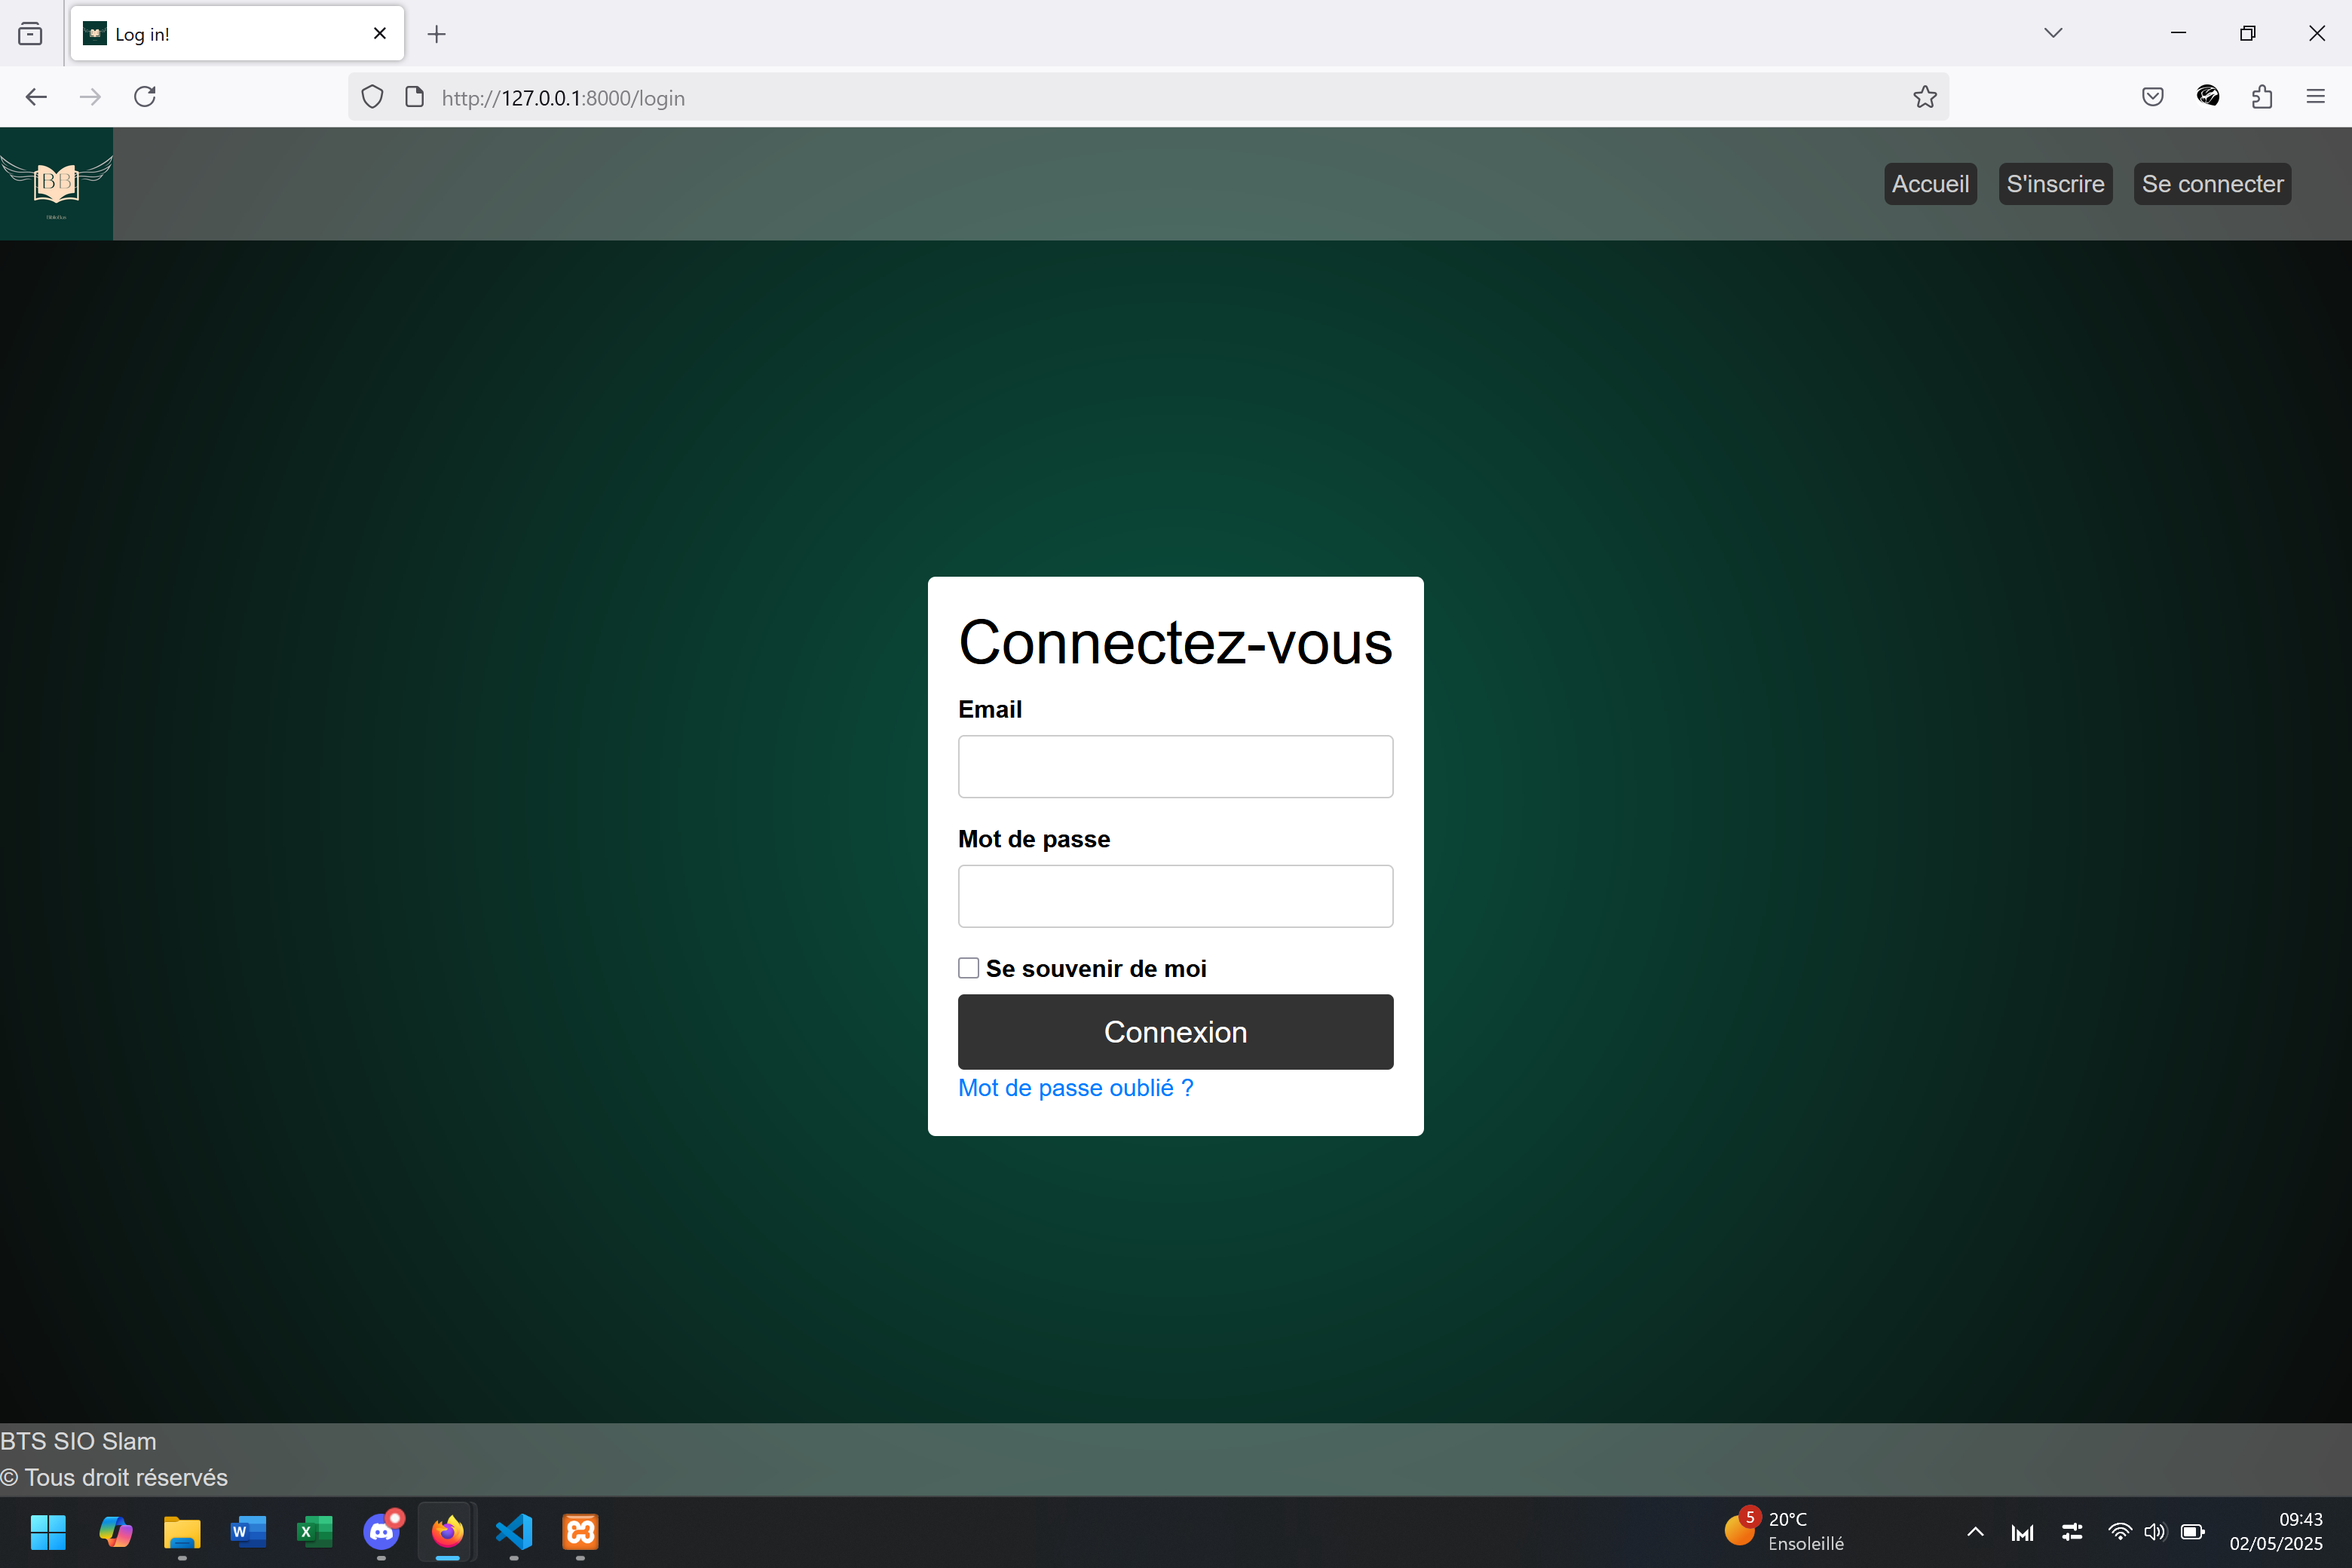 Log in!
http://127.0.0.1:8000/login
BB
Accueil
S'inscrire
Se connecter
Connectez-vous
Email
Mot de passe
Se souvenir de moi
Connexion
Mot de passe oublié ?
BTS SIO Slam
© Tous droit réservés
W
X
5
20°C
Ensoleillé
09:43
02/05/2025